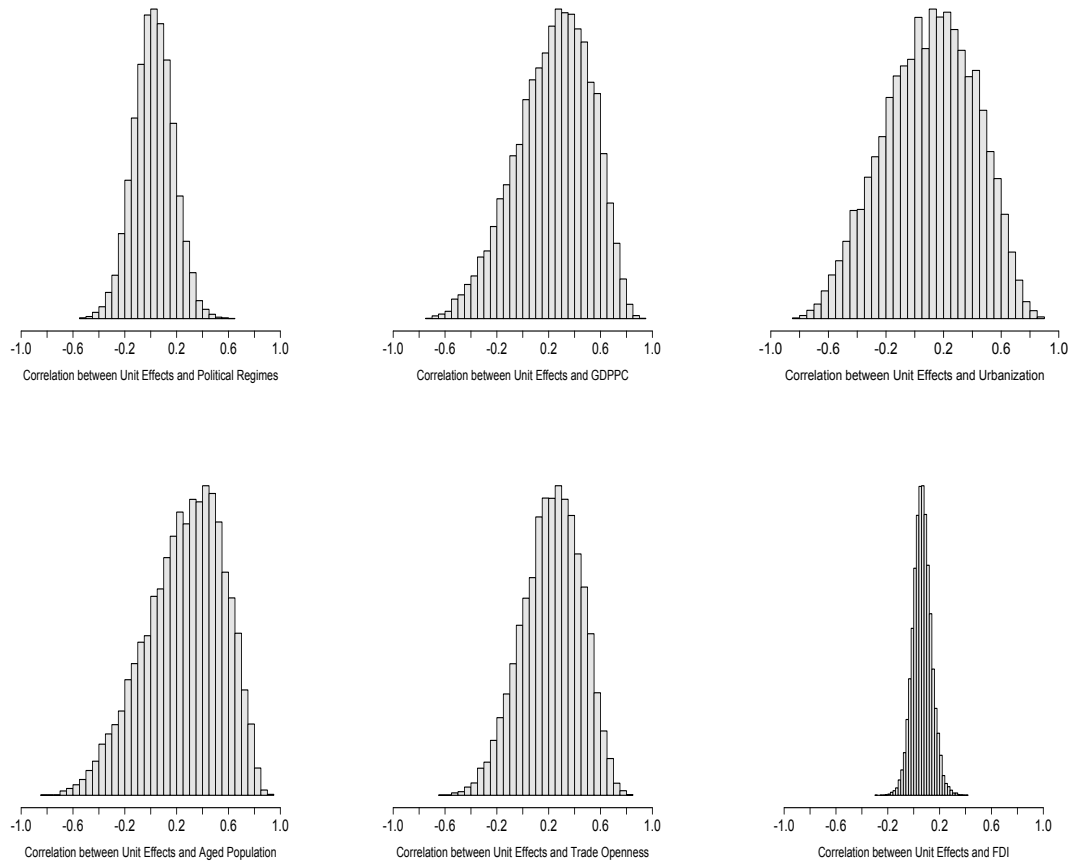 -1.0 -0.6 -0.2 0.2 0.6 1.0
Correlation between Unit Effects and Political Regimes
-1.0 -0.6 -0.2 0.2 0.6 1.0
Correlation between Unit Effects and GDPPC
-1.0 -0.6 -0.2 0.2 0.6 1.0
Correlation between Unit Effects and Urbanization
-1.0 -0.6 -0.2 0.2 0.6 1.0
Correlation between Unit Effects and Aged Population
-1.0 -0.6 -0.2 0.2 0.6 1.0
Correlation between Unit Effects and Trade Openness
-1.0 -0.6 -0.2 0.2 0.6 1.0
Correlation between Unit Effects and FDI